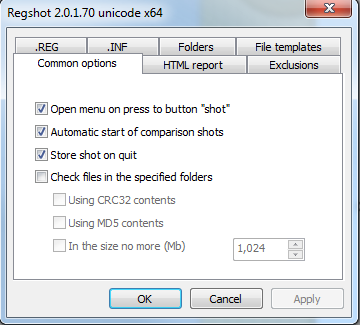 Regshot 2.0.1.70 unicode x64
.REG .INF Folders File templates
Common options HTML report Exclusions
Open menu on press to button "shot"
Automatic start of comparison shots
Store shot on quit
Check files in the specified folders
Using CRC32 contents
Using MD5 contents
In the size no more (Mb) 1,024
OK Cancel Apply